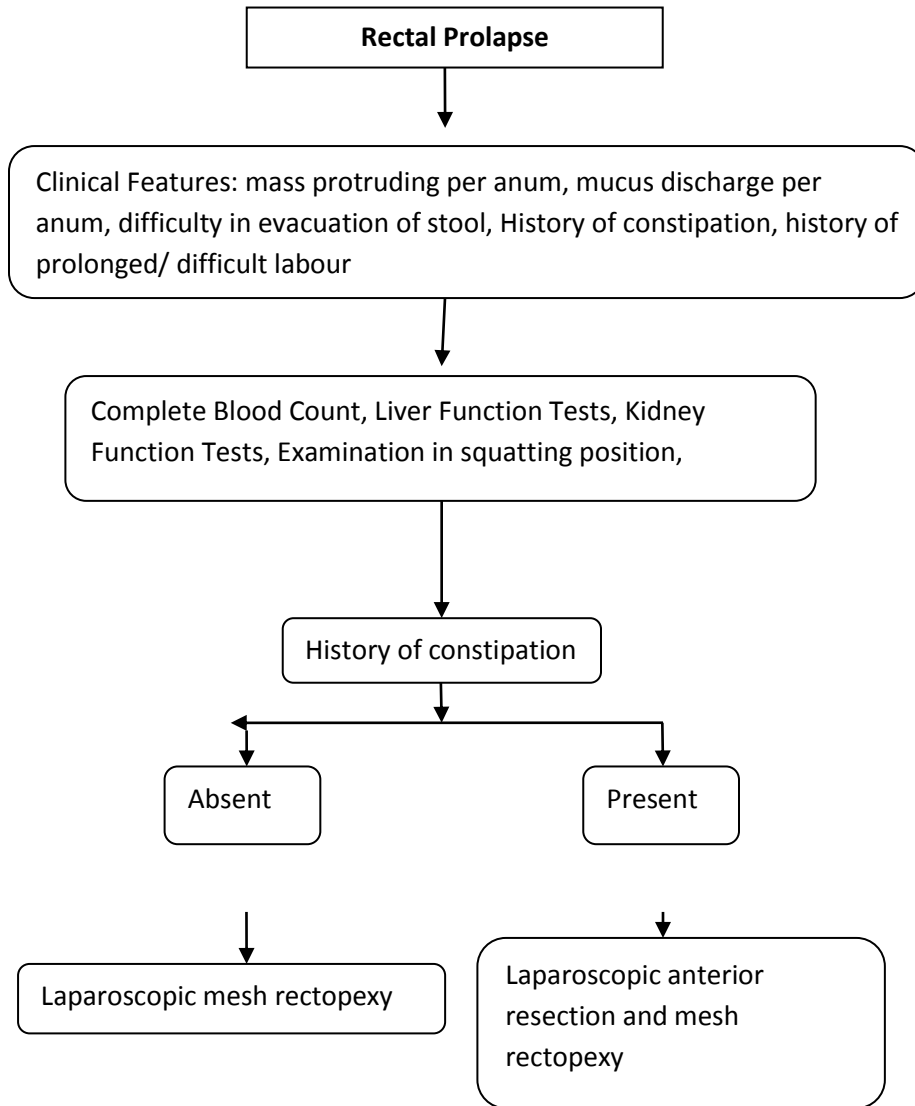 Rectal Prolapse
Clinical Features: mass protruding per anum, mucus discharge per
anum, difficulty in evacuation of stool, History of constipation, history of
prolonged/ difficult labour
Complete Blood Count, Liver Function Tests, Kidney
Function Tests, Examination in squatting position,
History of constipation
Absent
Present
Laparoscopic mesh rectopexy
Laparoscopic anterior
resection and mesh
rectopexy